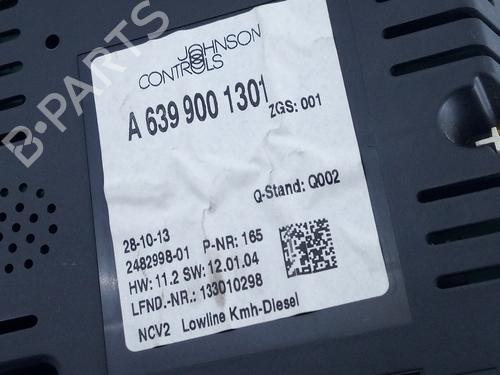 JOHNSON
CONTROLS
A 639 900 1301
ZGS: 001
Q-Stand: Q002
28-10-13
2482998-01 P-NR: 165
HW: 11.2 SW: 12.01.04
LFND.-NR.: 133010298
NCV2 Lowline Kmh-Diesel
B-PARTS